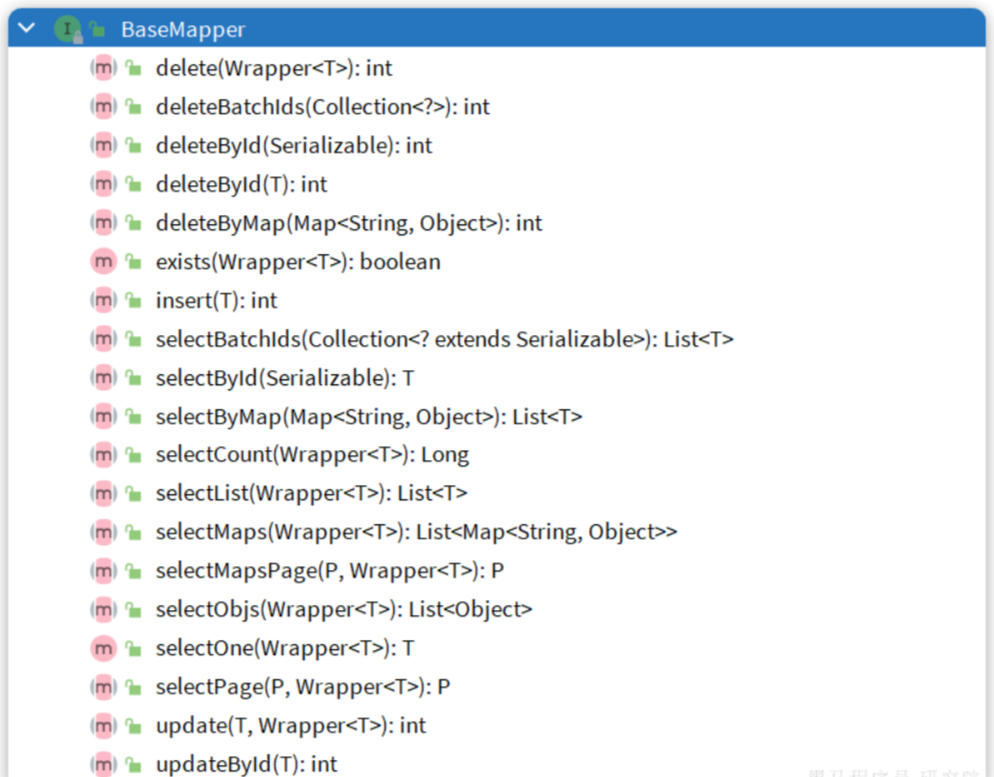 BaseMapper
delete(Wrapper<T>): int
deleteBatchIds(Collection<?>): int
deleteById(Serializable): int
deleteById(T): int
deleteByMap(Map<String, Object>): int
exists(Wrapper<T>): boolean
insert(T): int
selectBatchIds(Collection<? extends Serializable>): List<T>
selectById(Serializable): T
selectByMap(Map<String, Object>): List<T>
selectCount(Wrapper<T>): Long
selectList(Wrapper<T>): List<T>
selectMaps(Wrapper<T>): List<Map<String, Object>>
selectMapsPage(P, Wrapper<T>): P
selectObjs(Wrapper<T>): List<Object>
selectOne(Wrapper<T>): T
selectPage(P, Wrapper<T>): P
update(T, Wrapper<T>): int
updateById(T): int